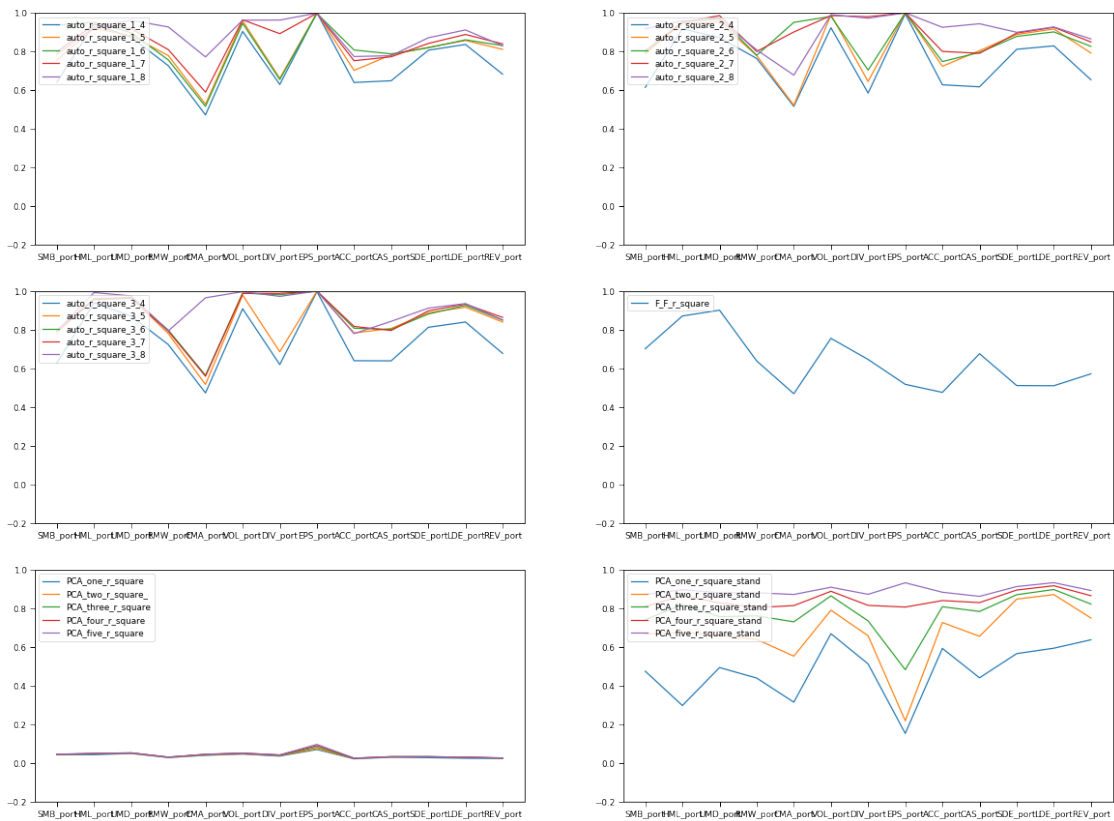 1.0
0.8
0.6
0.4
0.2
0.0
−0.2
auto_r_square_1_4
auto_r_square_1_5
auto_r_square_1_6
auto_r_square_1_7
auto_r_square_1_8
SMB_port HML_port UMD_port RMW_port CMA_port VOL_port DIV_port EPS_port ACC_port CAS_port SDE_port LDE_port REV_port
1.0
0.8
0.6
0.4
0.2
0.0
−0.2
auto_r_square_2_4
auto_r_square_2_5
auto_r_square_2_6
auto_r_square_2_7
auto_r_square_2_8
SMB_port HML_port UMD_port RMW_port CMA_port VOL_port DIV_port EPS_port ACC_port CAS_port SDE_port LDE_port REV_port
1.0
0.8
0.6
0.4
0.2
0.0
−0.2
auto_r_square_3_4
auto_r_square_3_5
auto_r_square_3_6
auto_r_square_3_7
auto_r_square_3_8
SMB_port HML_port UMD_port RMW_port CMA_port VOL_port DIV_port EPS_port ACC_port CAS_port SDE_port LDE_port REV_port
1.0
0.8
0.6
0.4
0.2
0.0
−0.2
F_F_r_square
SMB_port HML_port UMD_port RMW_port CMA_port VOL_port DIV_port EPS_port ACC_port CAS_port SDE_port LDE_port REV_port
1.0
0.8
0.6
0.4
0.2
0.0
−0.2
PCA_one_r_square
PCA_two_r_square_
PCA_three_r_square
PCA_four_r_square
PCA_five_r_square
SMB_port HML_port UMD_port RMW_port CMA_port VOL_port DIV_port EPS_port ACC_port CAS_port SDE_port LDE_port REV_port
1.0
0.8
0.6
0.4
0.2
0.0
−0.2
PCA_one_r_square_stand
PCA_two_r_square_stand
PCA_three_r_square_stand
PCA_four_r_square_stand
PCA_five_r_square_stand
SMB_port HML_port UMD_port RMW_port CMA_port VOL_port DIV_port EPS_port ACC_port CAS_port SDE_port LDE_port REV_port